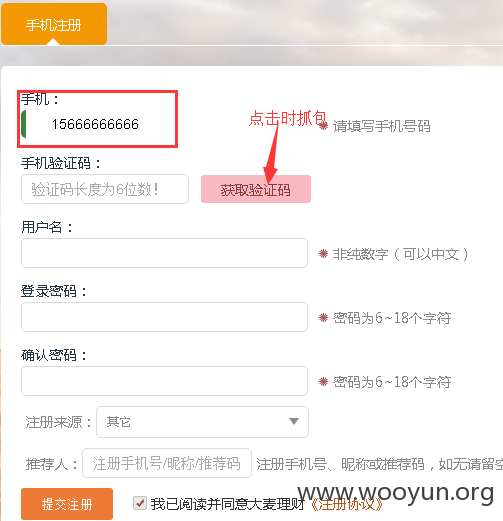 手机注册
手机：
15666666666
点击时抓包
请填写手机号码
手机验证码：
验证码长度为6位数！
获取验证码
用户名：
非纯数字（可以中文）
登录密码：
密码为6~18个字符
确认密码：
密码为6~18个字符
注册来源： 其它
推荐人： 注册手机号/昵称/推荐码 注册手机号、昵称或推荐码，如无请留空
www.wooyun.org
提交注册 我已阅读并同意大麦理财《注册协议》